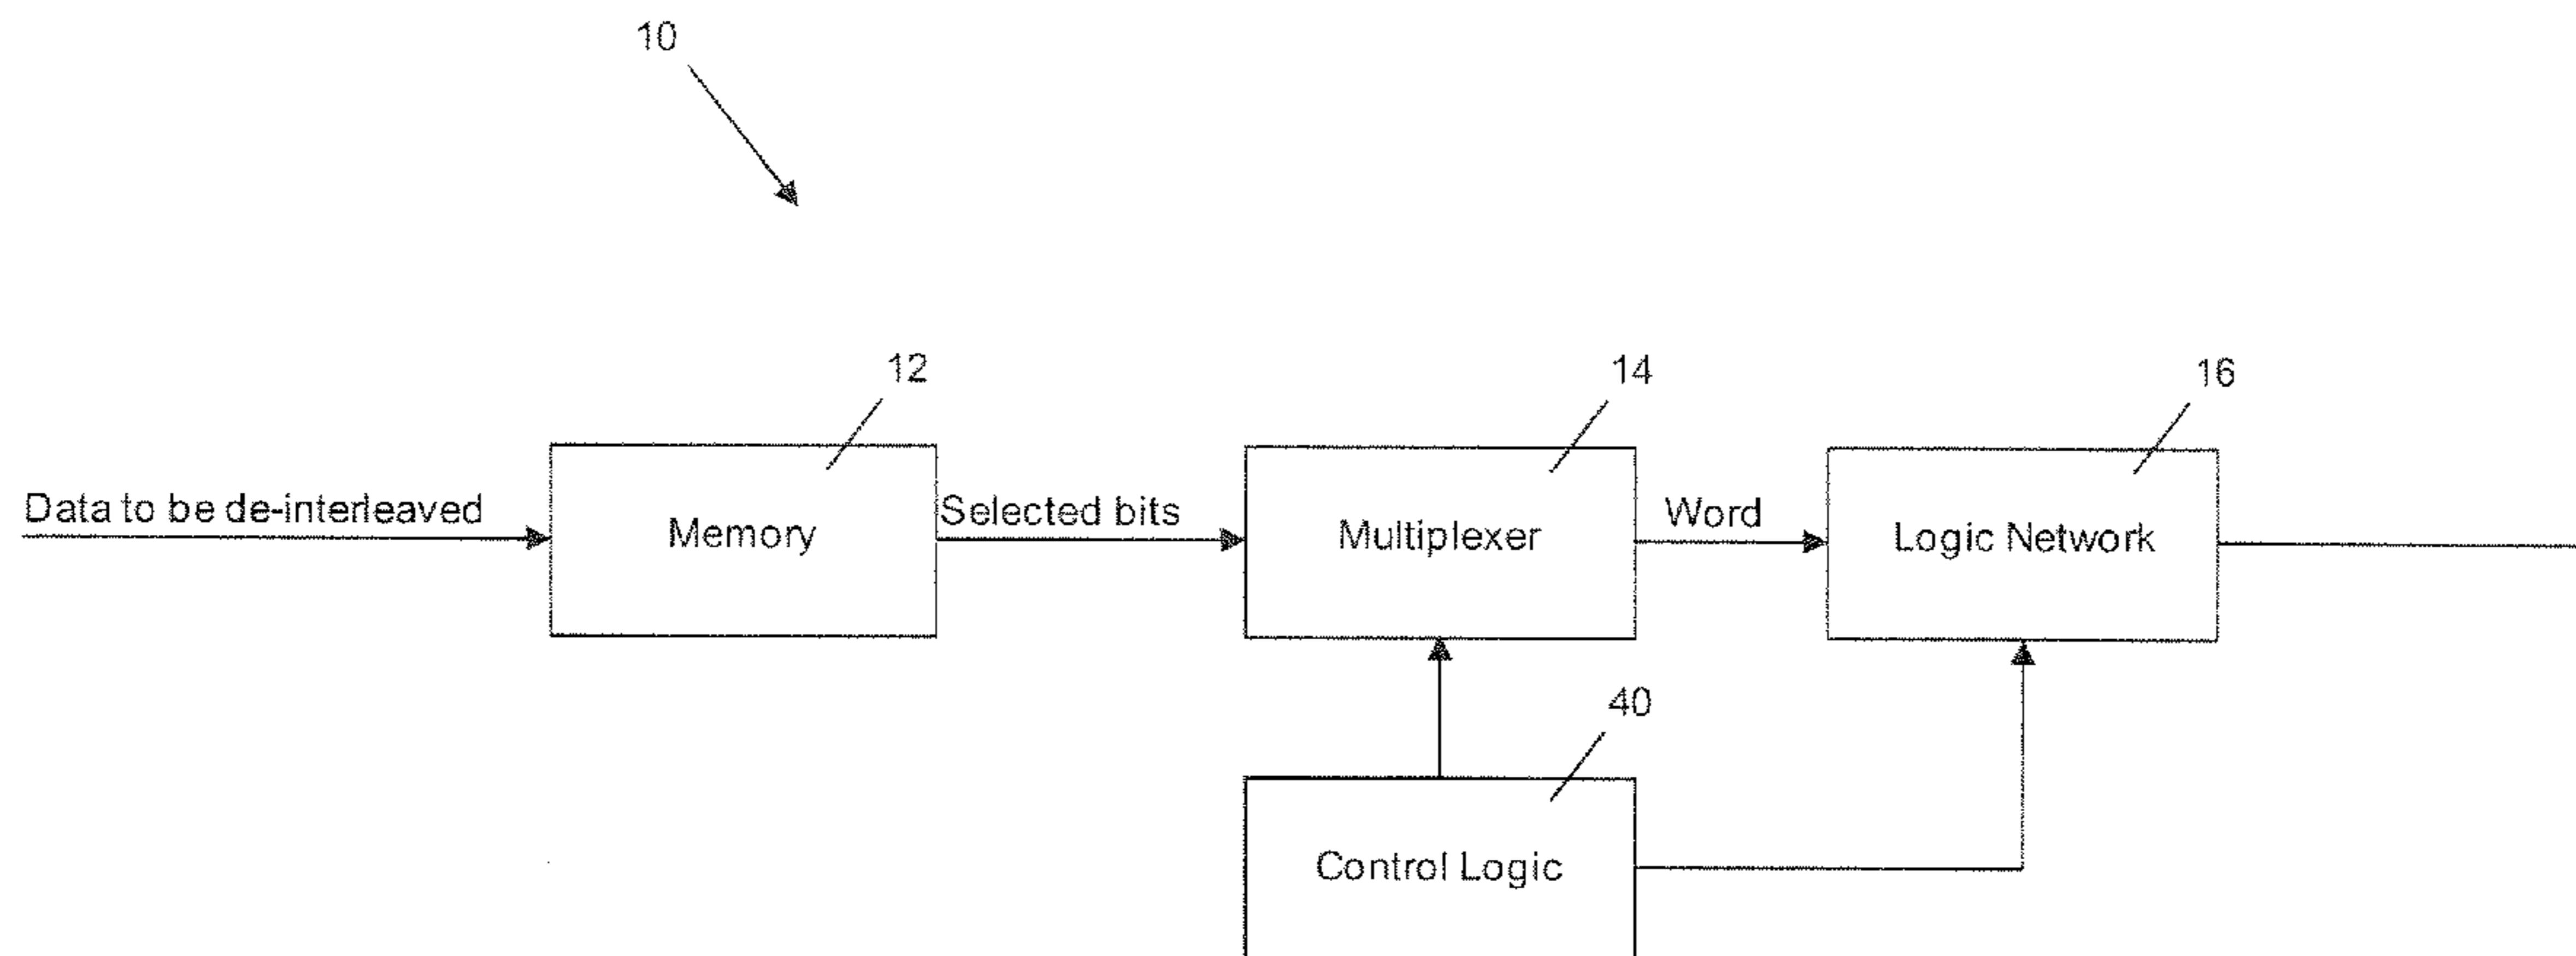 10
12
14
16
Data to be de-interleaved
Memory
Selected bits
Multiplexer
Word
Logic Network
40
Control Logic